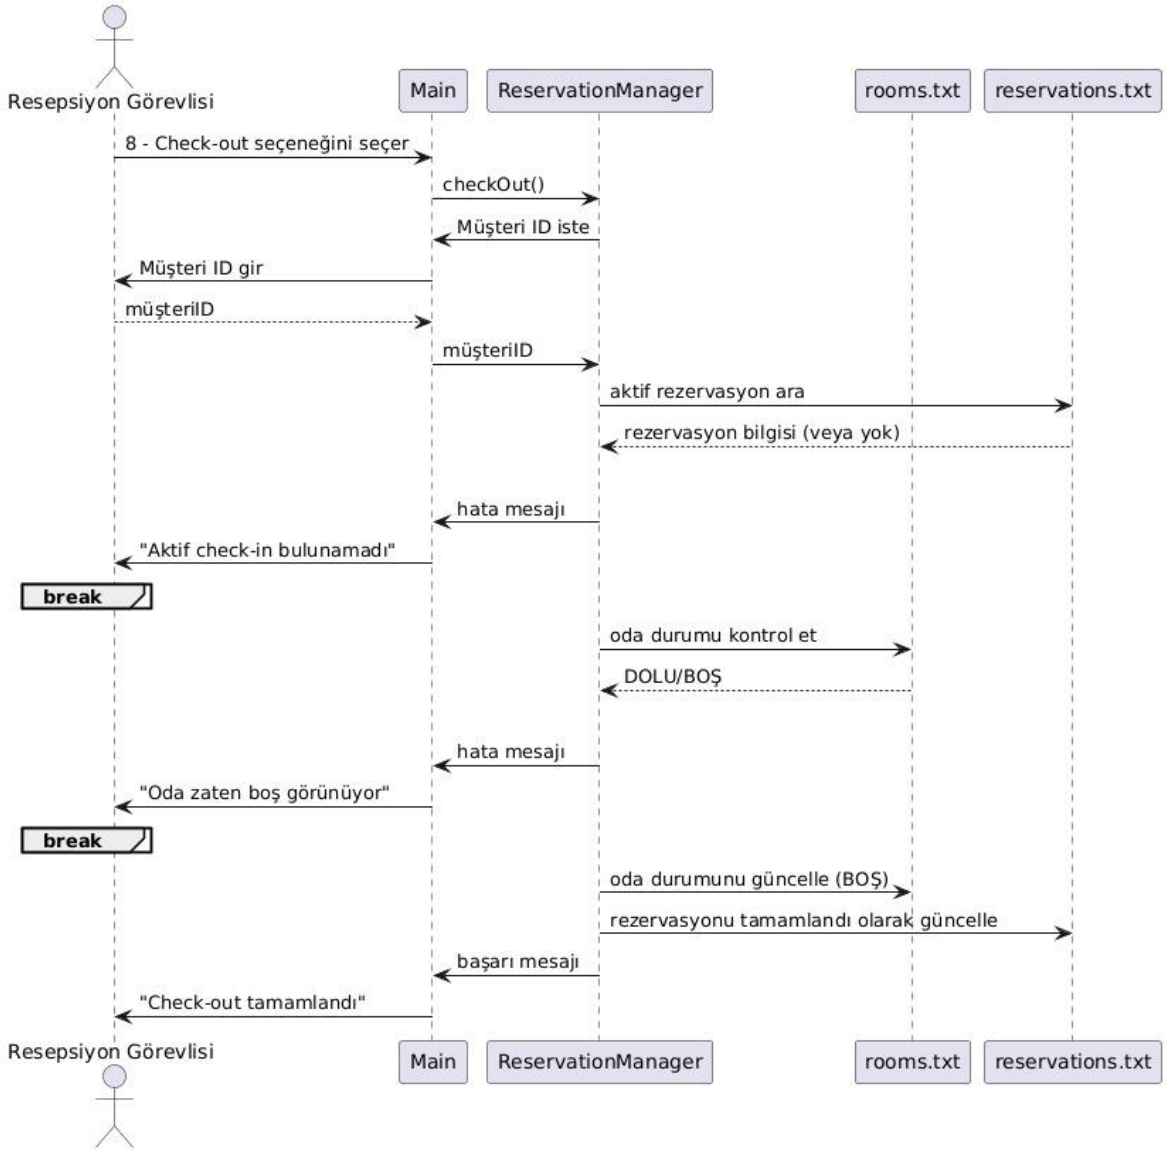 Resepsiyon Görevlisi
Main
ReservationManager
rooms.txt
reservations.txt
8 - Check-out seçeneğini seçer
checkOut()
Müşteri ID iste
Müşteri ID gir
müşteriID
müşteriID
aktif rezervasyon ara
rezervasyon bilgisi (veya yok)
hata mesajı
"Aktif check-in bulunamadı"
break
oda durumu kontrol et
DOLU/BOŞ
hata mesajı
"Oda zaten boş görünüyor"
break
oda durumunu güncelle (BOŞ)
rezervasyonu tamamlandı olarak güncelle
başarı mesajı
"Check-out tamamlandı"
Resepsiyon Görevlisi
Main
ReservationManager
rooms.txt
reservations.txt